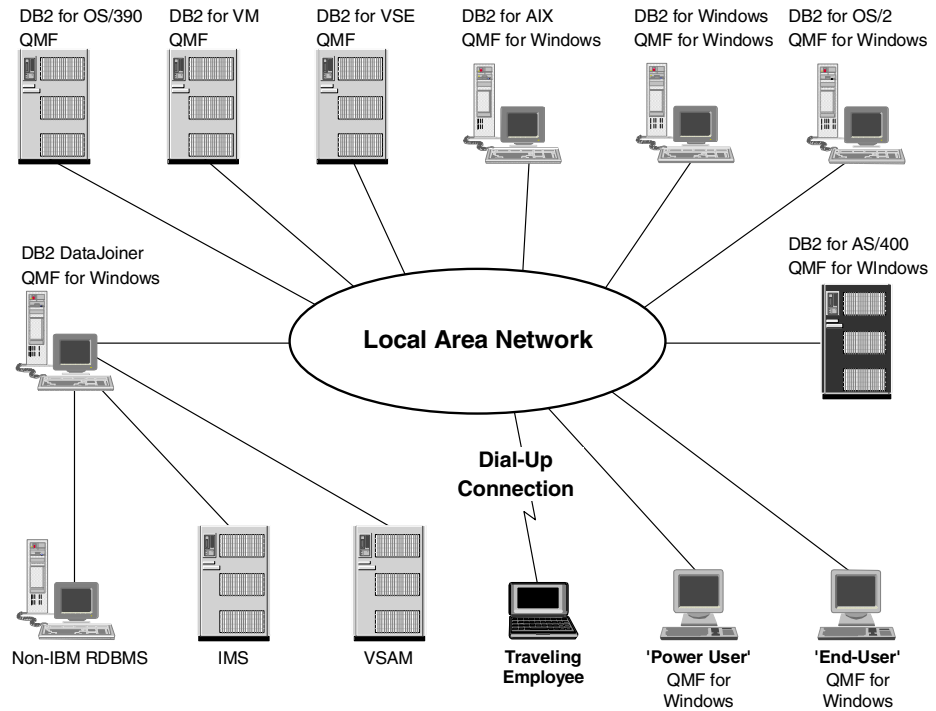 DB2 for OS/390
QMF
DB2 for VM
QMF
DB2 for VSE
QMF
DB2 for AIX
QMF for Windows
DB2 for Windows
QMF for Windows
DB2 for OS/2
QMF for Windows
DB2 DataJoiner
QMF for Windows
DB2 for AS/400
QMF for WIndows
Local Area Network
Dial-Up
Connection
Non-IBM RDBMS
IMS
VSAM
Traveling
Employee
'Power User'
QMF for
Windows
'End-User'
QMF for
Windows